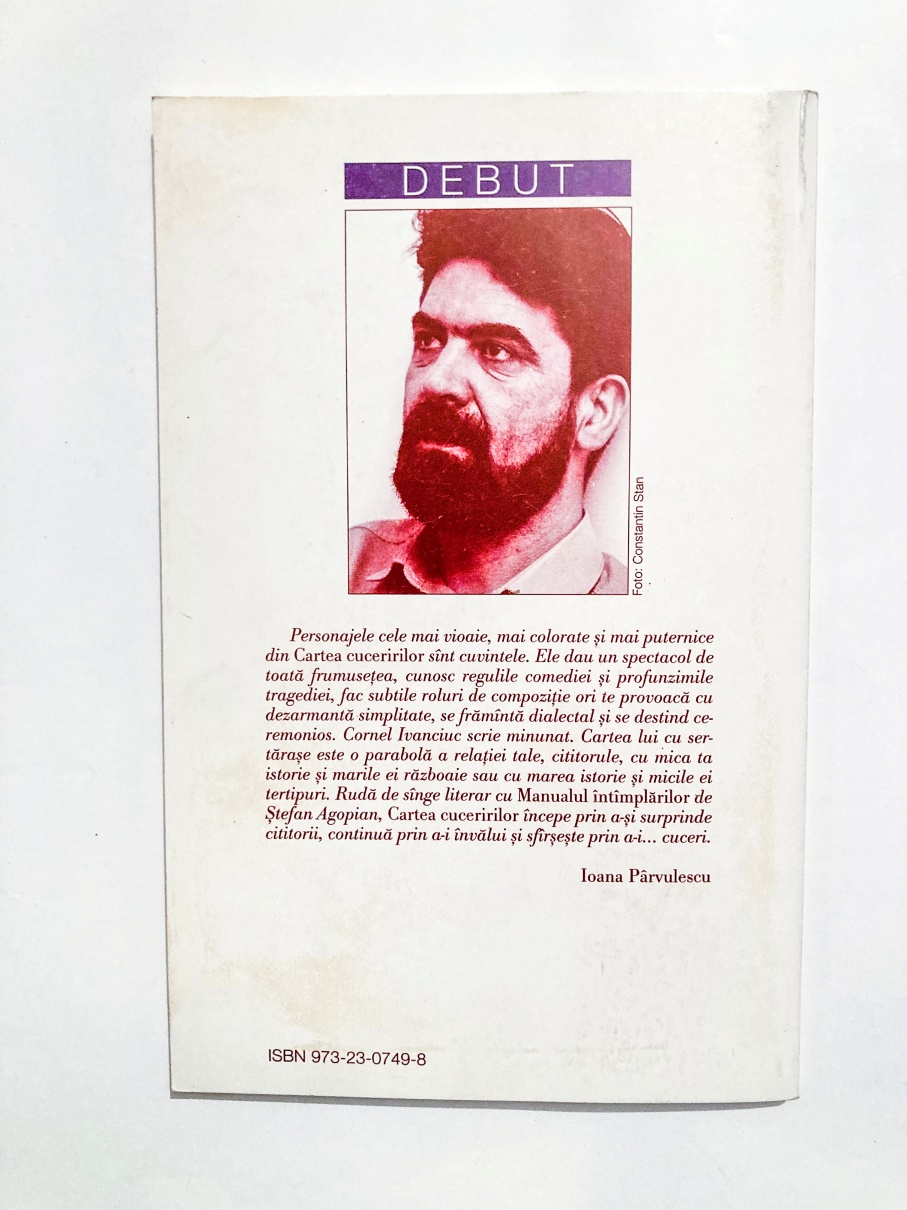 DEBUT
Foto: Constantin Stan
Personajele cele mai vioaie, mai colorate și mai puternice
din Cartea cuceririlor sînt cuvintele. Ele dau un spectacol de
toată frumusețea, cunosc regulile comediei și profunzimile
tragediei, fac subtile roluri de compoziție ori te provoacă cu
dezarmantă simplitate, se frămîntă dialectal și se destind ce-
remonios. Cornel Ivanciuc scrie minunat. Cartea lui cu ser-
tărașe este o parabolă a relației tale, cititorule, cu mica ta
istorie și marile ei războaie sau cu marea istorie și micile ei
tertipuri. Rudă de sînge literar cu Manualul întîmplărilor de
Ștefan Agopian, Cartea cuceririlor începe prin a-și surprinde
cititorii, continuă prin a-i învălui și sfîrșește prin a-i... cuceri.
Ioana Pârvulescu
ISBN 973-23-0749-8